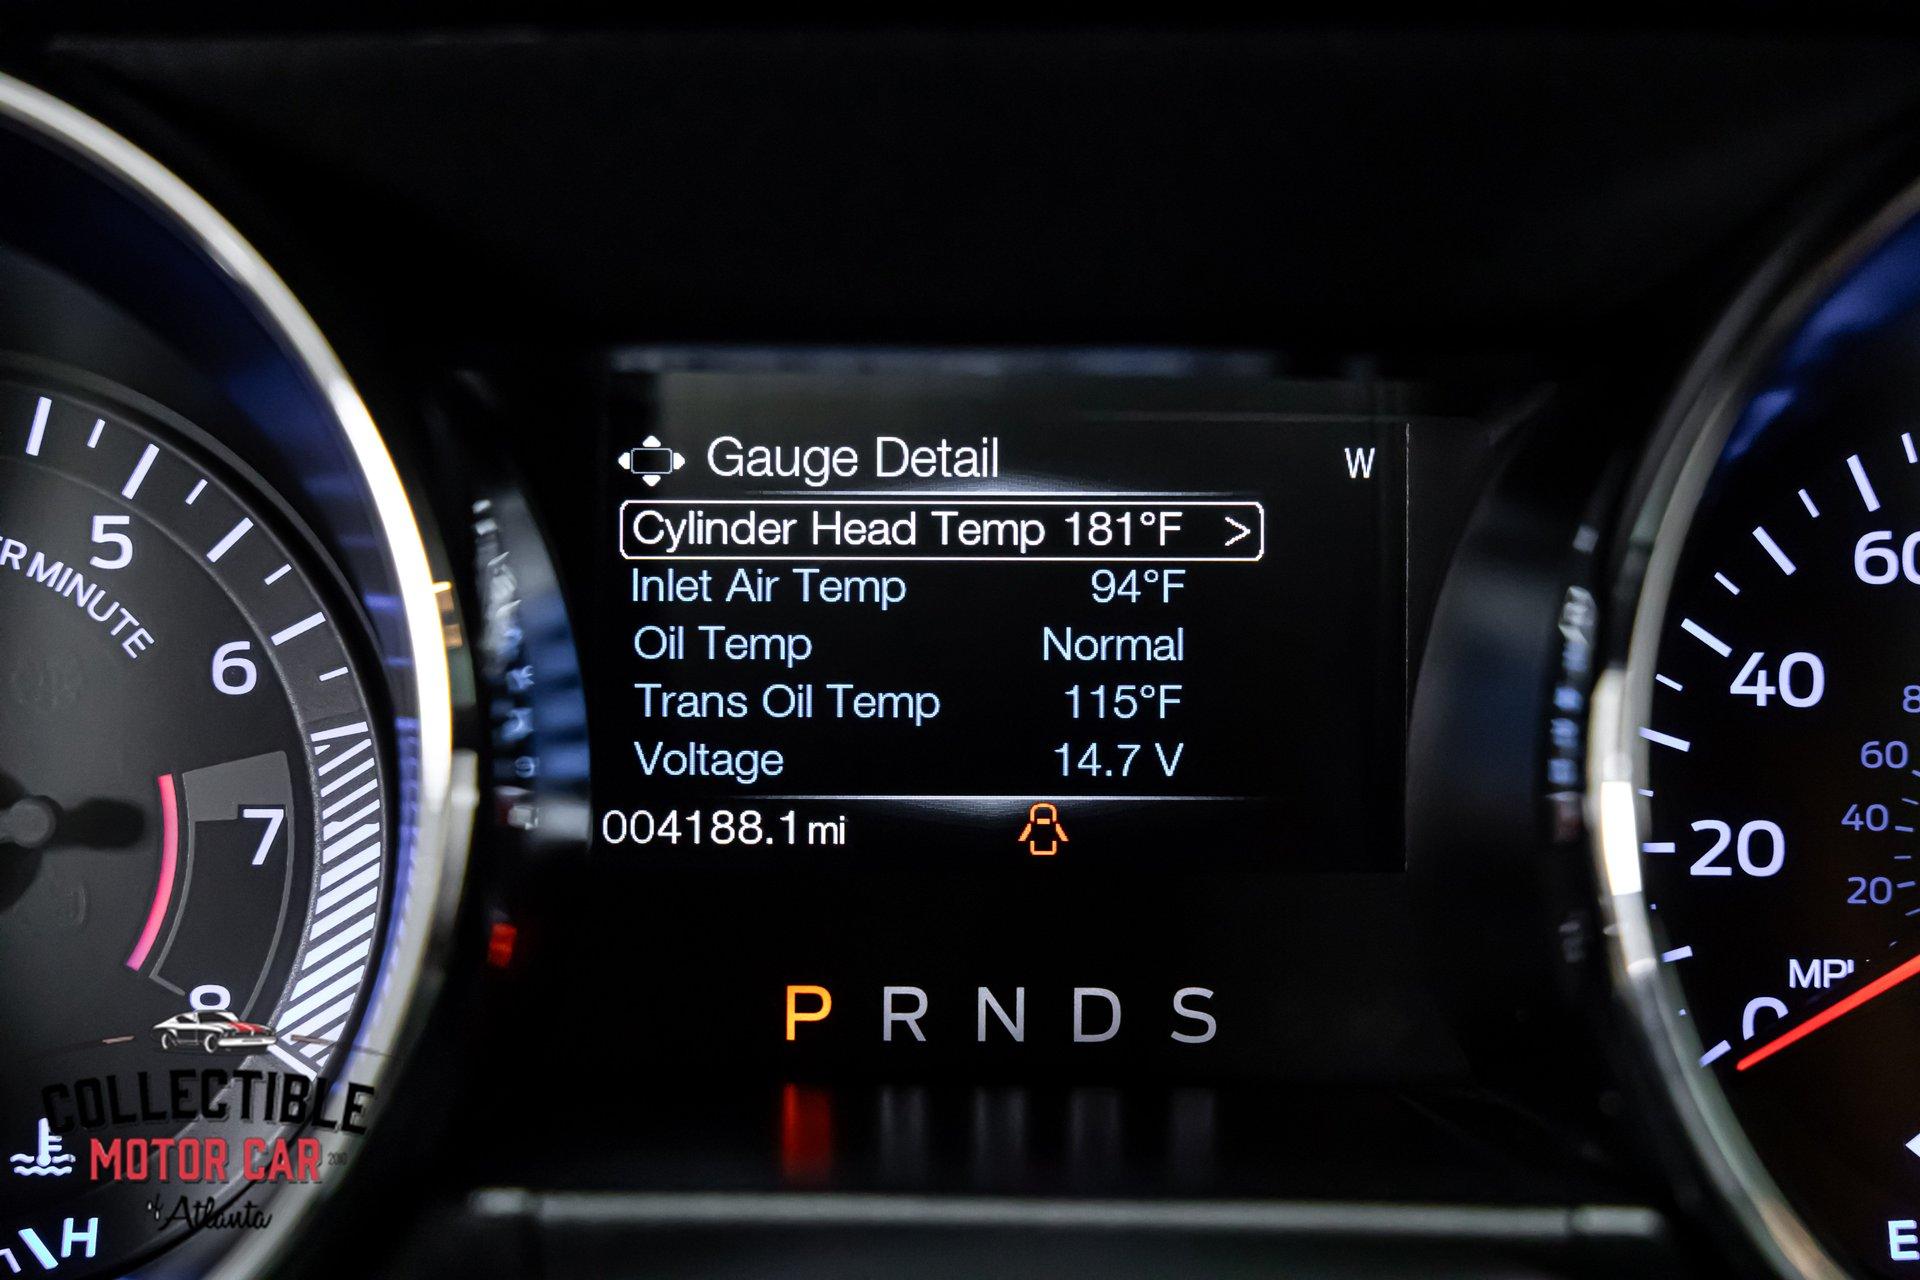 Gauge Detail W
Cylinder Head Temp 181°F >
Inlet Air Temp 94°F
Oil Temp Normal
Trans Oil Temp 115°F
Voltage 14.7 V
004188.1 mi
P R N D S
5
6
7
8
MINUTE
H
60
40
20
0
MPH
60
40
20
E
COLLECTIBLE
MOTOR CAR
of Atlanta